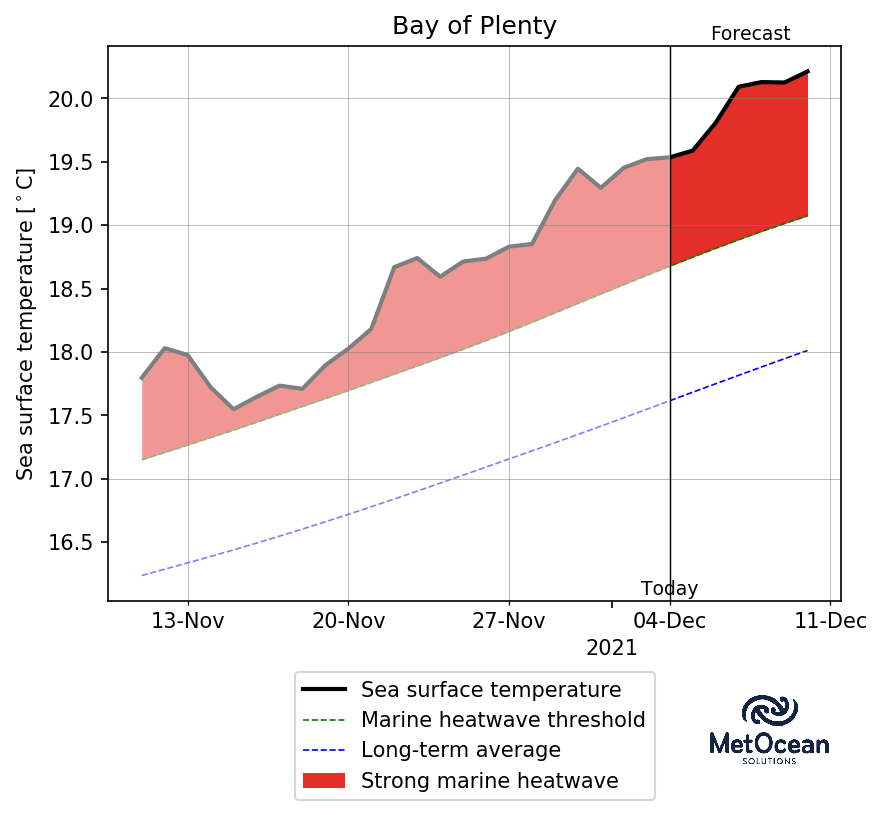 Bay of Plenty
Forecast
Sea surface temperature [°C]
20.0
19.5
19.0
18.5
18.0
17.5
17.0
16.5
Today
13-Nov 20-Nov 27-Nov 04-Dec 11-Dec
2021
Sea surface temperature
Marine heatwave threshold
Long-term average
Strong marine heatwave
MetOcean
SOLUTIONS